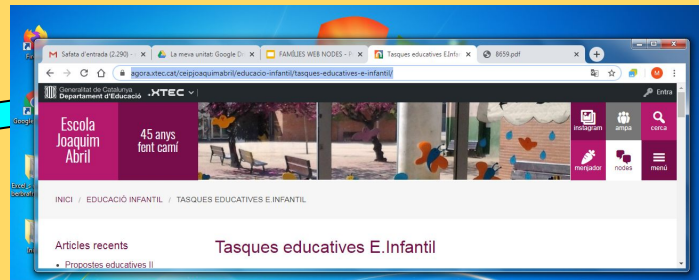 Safata d'entrada (2.290) -
La meva unitat: Google Dr
FAMÍLIES WEB NODES - P
Tasques educatives E.Infan
8659.pdf
agora.xtec.cat/ceipjoaquimabril/educacio-infantil/tasques-educatives-e-infantil/
Generalitat de Catalunya
Departament d'Educació
XTEC
Entra
Escola
Joaquim
Abril
45 anys
fent camí
instagram
ampa
cerca
menjador
nodes
menú
INICI / EDUCACIÓ INFANTIL / TASQUES EDUCATIVES E.INFANTIL
Articles recents
Tasques educatives E.Infantil
Propostes educatives II